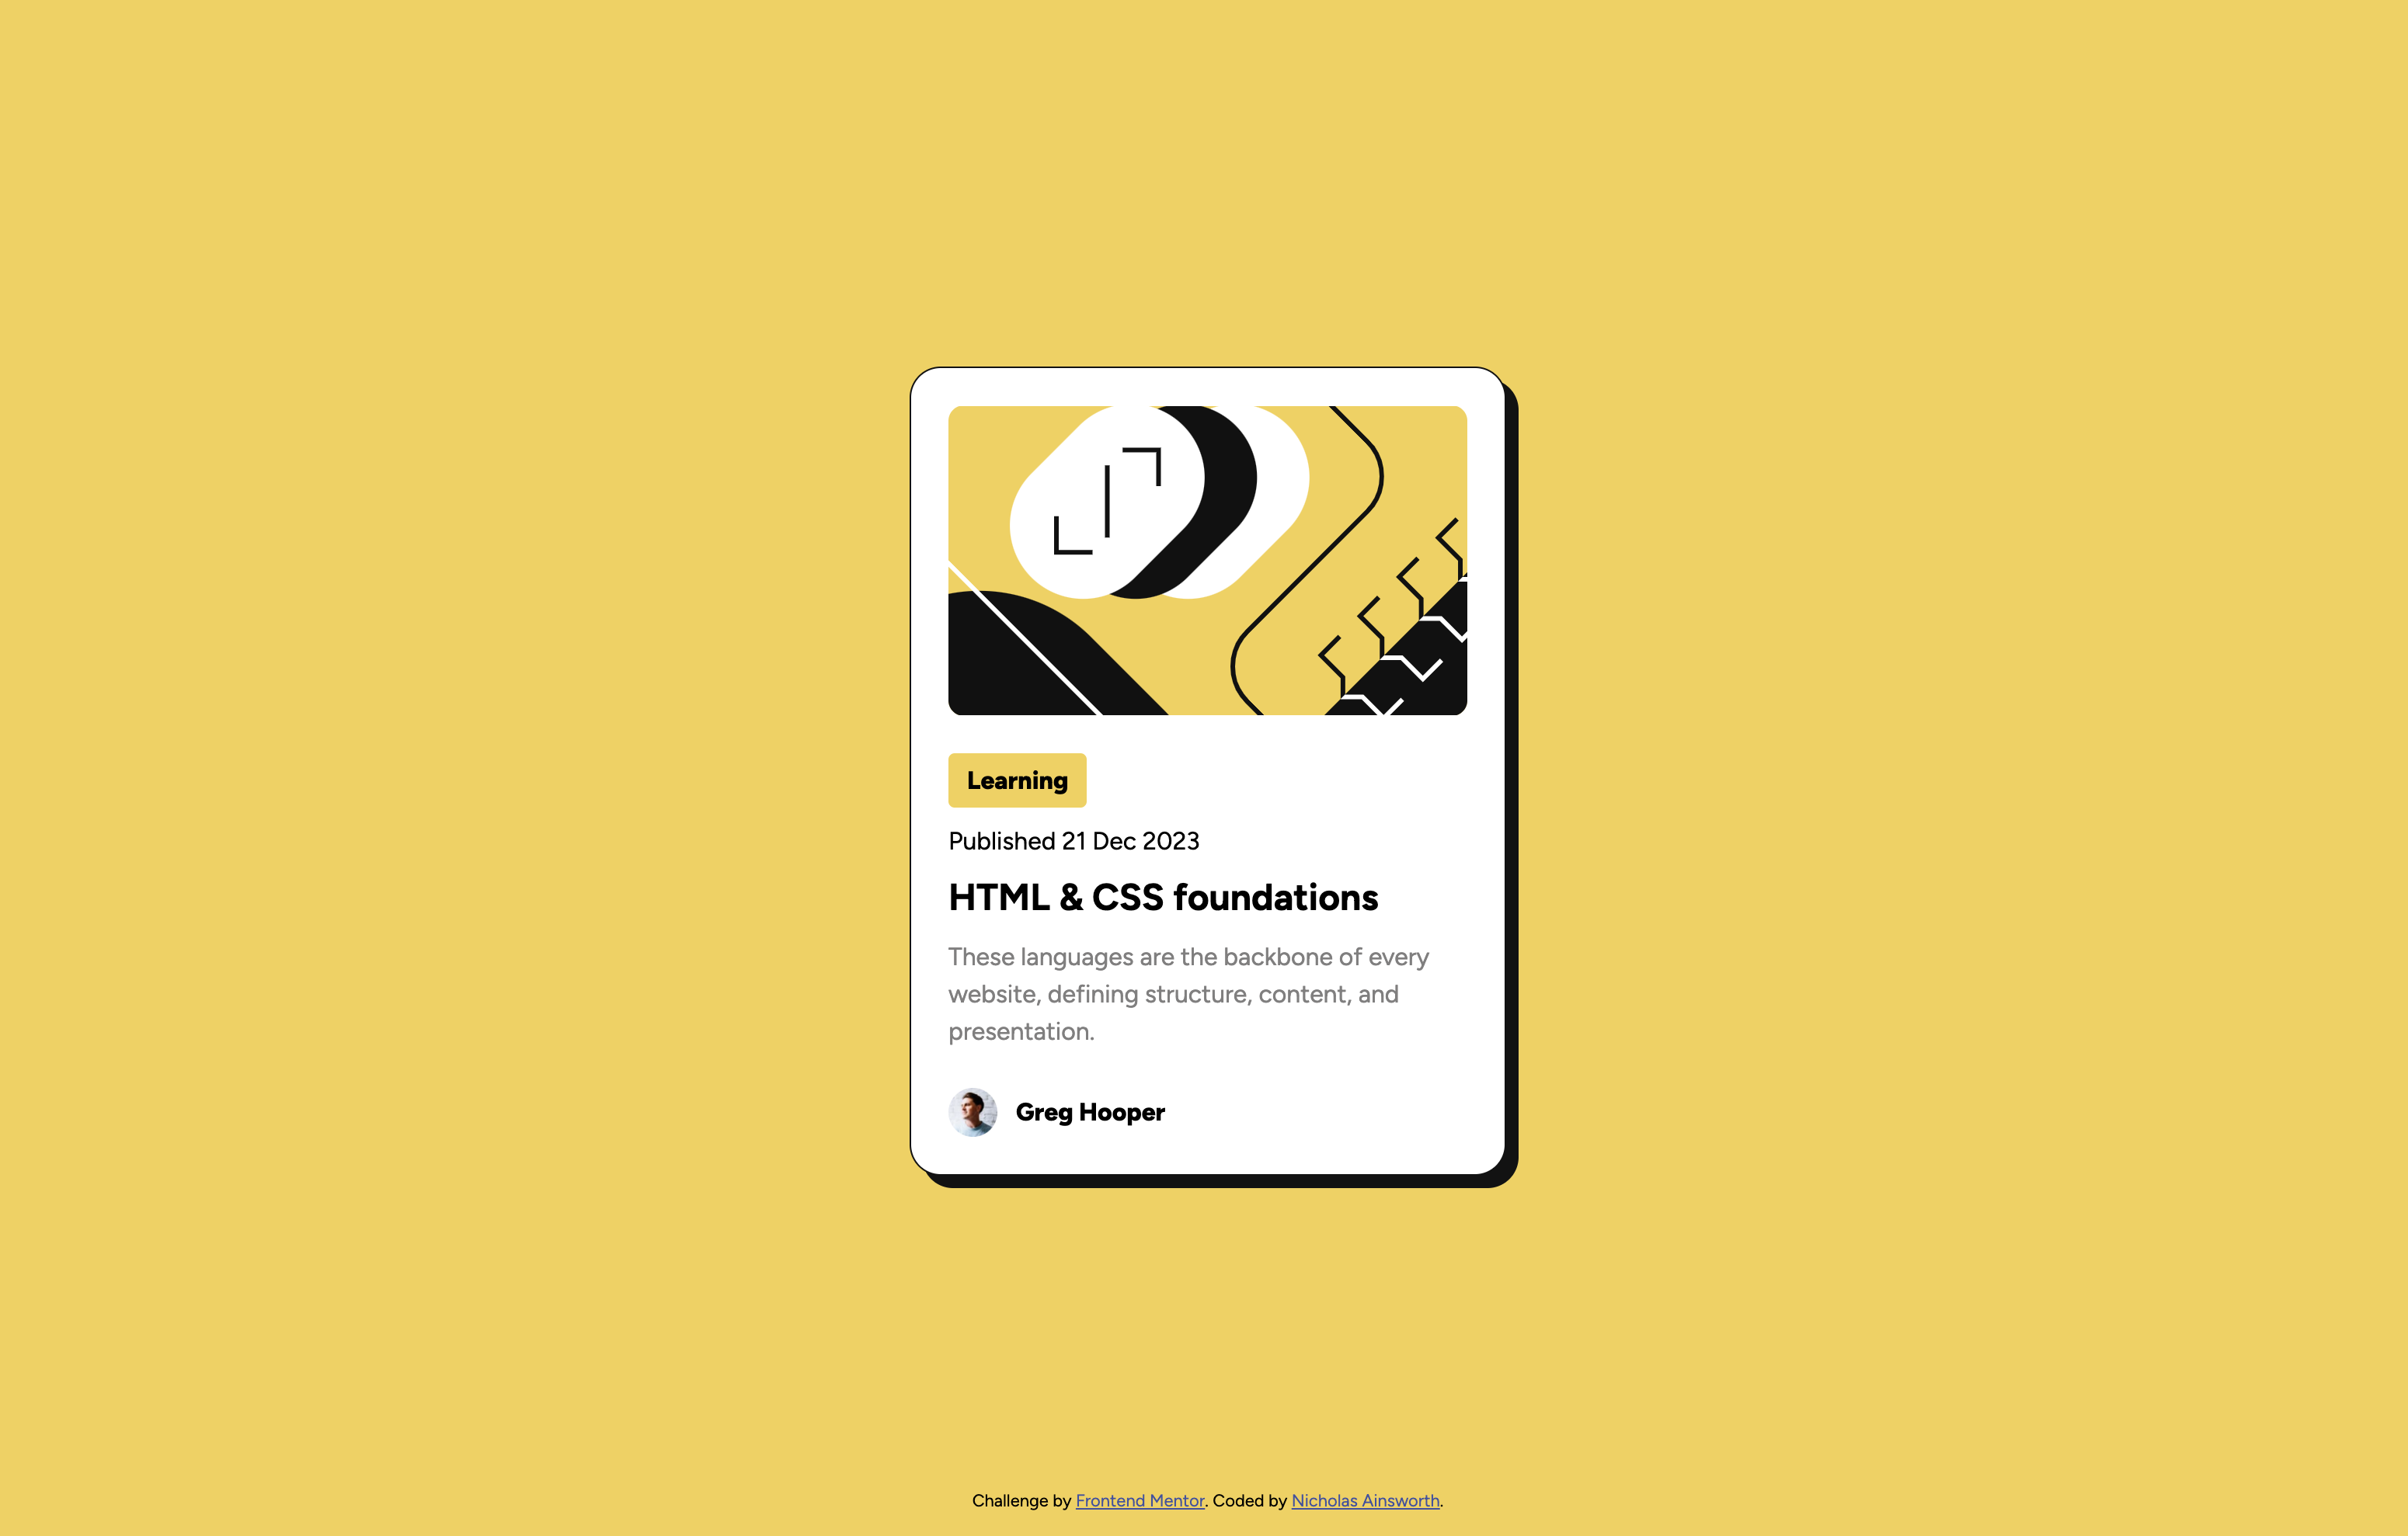 Learning
Published 21 Dec 2023
HTML & CSS foundations
These languages are the backbone of every
website, defining structure, content, and
presentation.
Greg Hooper
Challenge by Frontend Mentor. Coded by Nicholas Ainsworth.